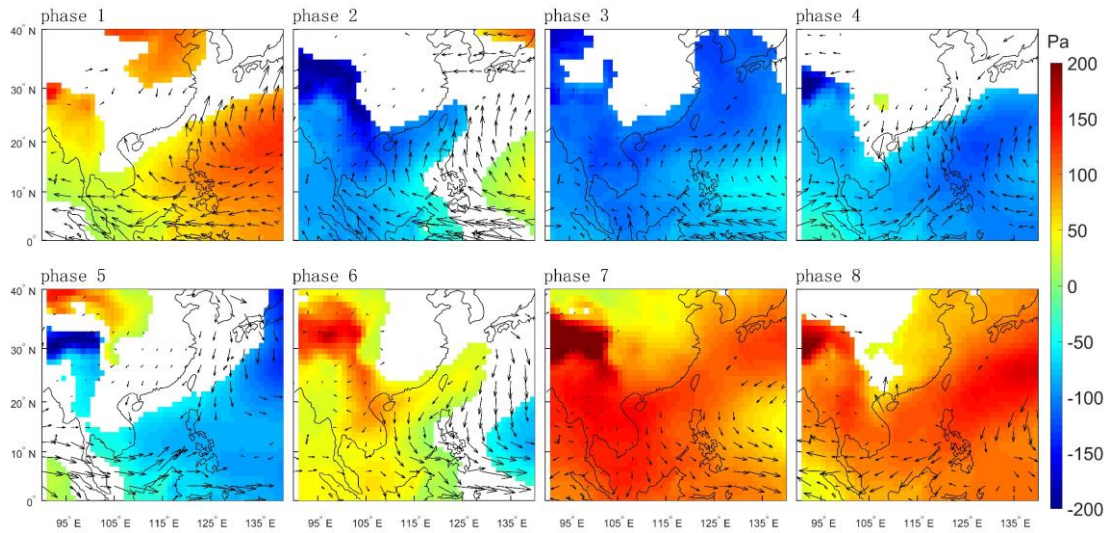 phase 1
phase 2
phase 3
phase 4
Pa
40° N
30° N
20° N
10° N
0°
200
150
100
50
0
-50
-100
-150
-200
phase 5
phase 6
phase 7
phase 8
40° N
30° N
20° N
10° N
0°
95° E 105° E 115° E 125° E 135° E
95° E 105° E 115° E 125° E 135° E
95° E 105° E 115° E 125° E 135° E
95° E 105° E 115° E 125° E 135° E